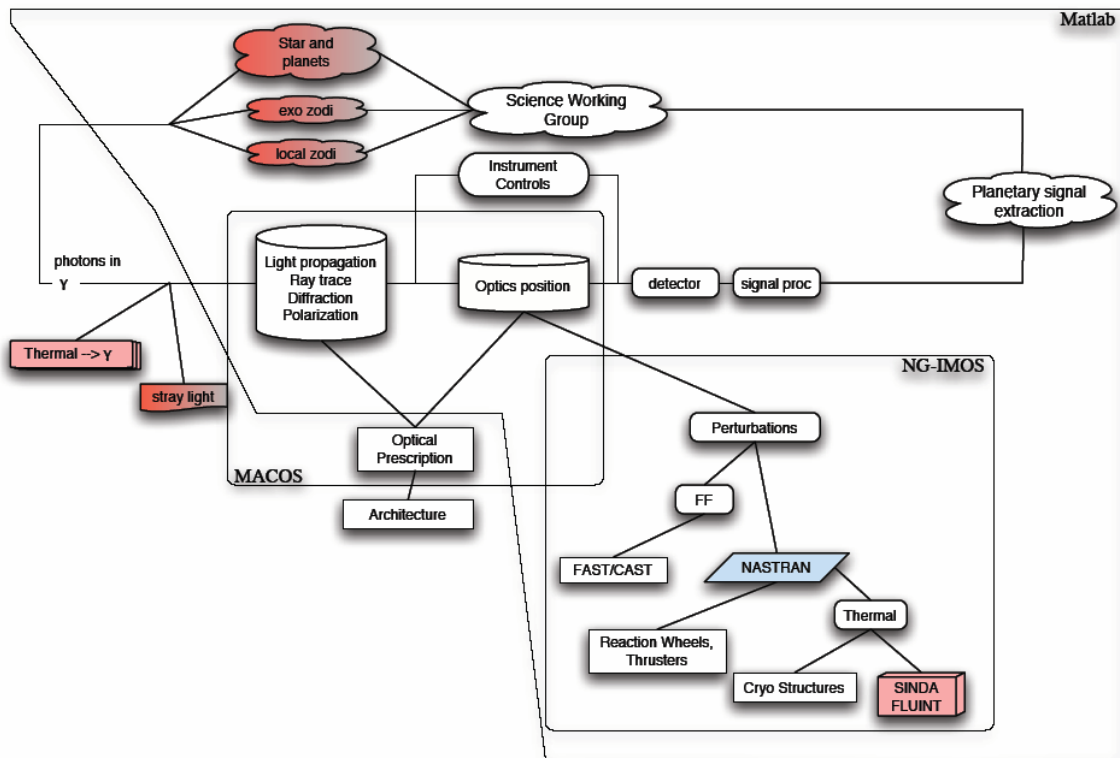 Matlab
Star and
planets
exo zodi
local zodi
Science Working
Group
Instrument
Controls
Planetary signal
extraction
photons in
γ
Light propagation
Ray trace
Diffraction
Polarization
Optics position
detector
signal proc
Thermal --> γ
stray light
NG-IMOS
Optical
Prescription
MACOS
Architecture
Perturbations
FF
FAST/CAST
NASTRAN
Thermal
Reaction Wheels,
Thrusters
Cryo Structures
SINDA
FLUINT